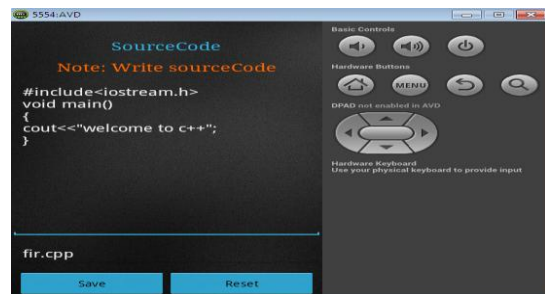 5554:AVD
SourceCode
Note: Write sourceCode
#include<iostream.h>
void main()
{
cout<<"welcome to c++";
}
fir.cpp
Save
Reset
Basic Controls
Hardware Buttons
MENU
DPAD not enabled in AVD
Hardware Keyboard
Use your physical keyboard to provide input